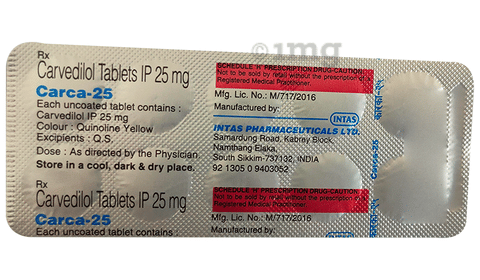 1mg
Rx
Carvedilol Tablets IP 25 mg
Carca-25
Each uncoated tablet contains :
Carvedilol IP 25 mg
Colour : Quinoline Yellow
Excipients : Q.S.
Dose : As directed by the Physician.
Store in a cool, dark & dry place.
Rx
Carvedilol Tablets IP 25 mg
Carca-25
Each uncoated tablet contains :
SCHEDULE 'H' PRESCRIPTION DRUG-CAUTION
Not to be sold by retail without the prescription of
Registered Medical Practitioner.
Mfg. Lic. No.: M/717/2016
Manufactured by:
INTAS
INTAS PHARMACEUTICALS LTD.
Samardung Road, Kabrey Block,
Namthang Elaka,
South Sikkim-737132, INDIA
92 1305 0 9403052
SCHEDULE 'H' PRESCRIPTION DRUG-CAUTION
Not to be sold by retail without the prescription of
Registered Medical Practitioner.
Mfg. Lic. No.: M/717/2016
Manufactured by:
INTAS
Carca-25